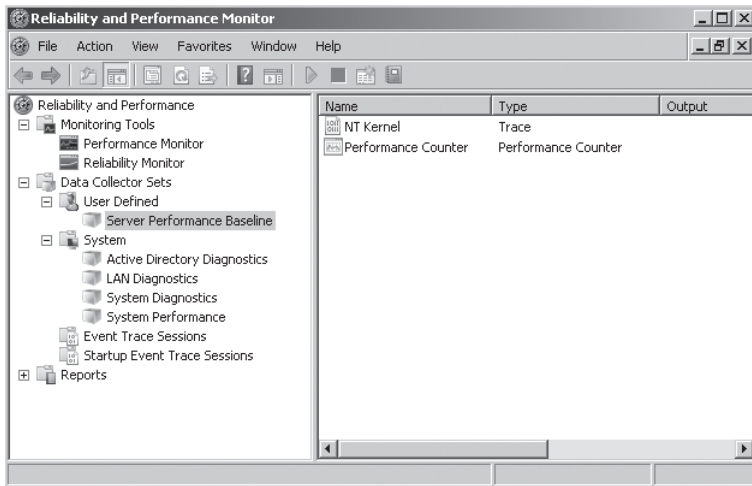 Reliability and Performance Monitor
File Action View Favorites Window Help
Reliability and Performance
Monitoring Tools
Performance Monitor
Reliability Monitor
Data Collector Sets
User Defined
Server Performance Baseline
System
Active Directory Diagnostics
LAN Diagnostics
System Diagnostics
System Performance
Event Trace Sessions
Startup Event Trace Sessions
Reports
Name Type Output
NT Kernel Trace
Performance Counter Performance Counter